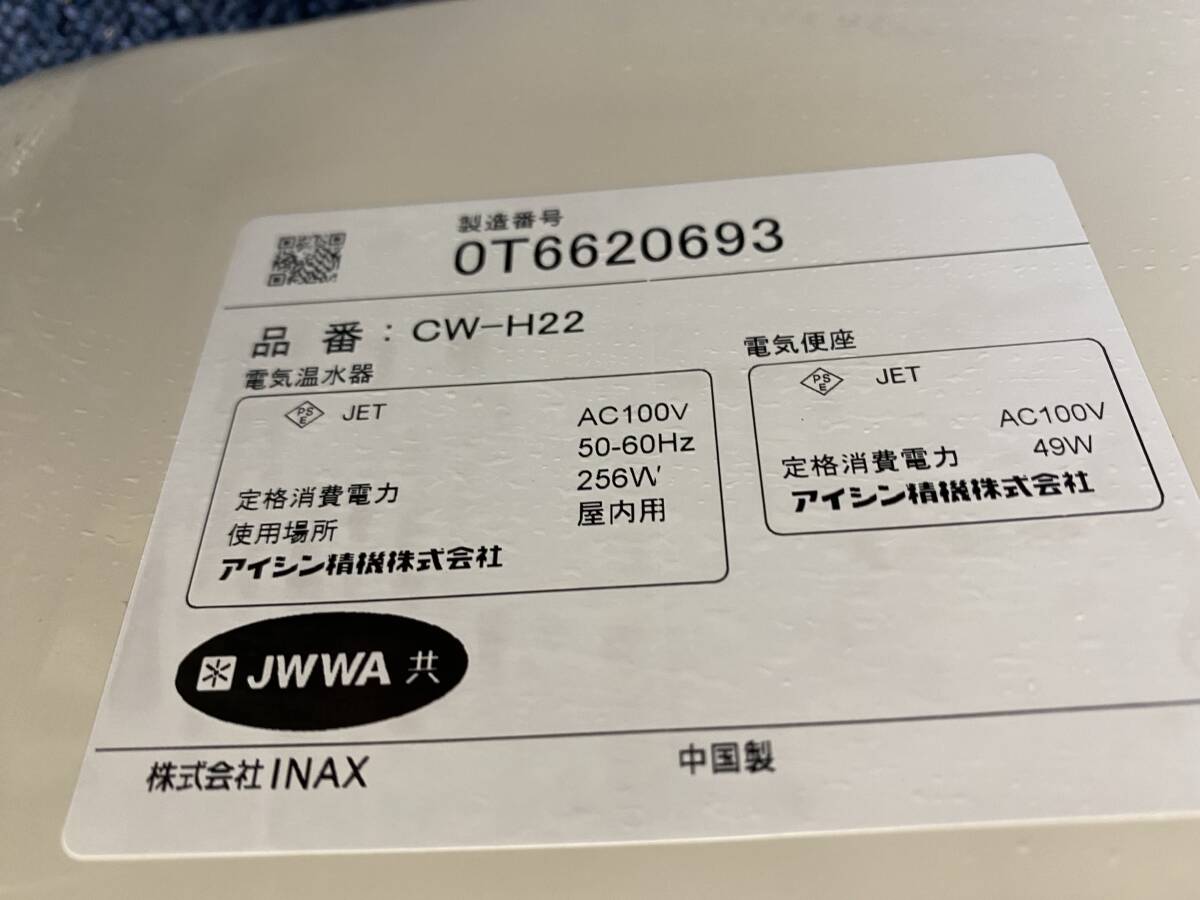 製造番号
0T6620693
品 番 : CW-H22
電気温水器
PSE JET
AC100V
50-60Hz
定格消費電力 256W
使用場所 屋内用
アイシン精機株式会社
電気便座
PSE JET
AC100V
定格消費電力 49W
アイシン精機株式会社
JWWA 共
株式会社INAX
中国製